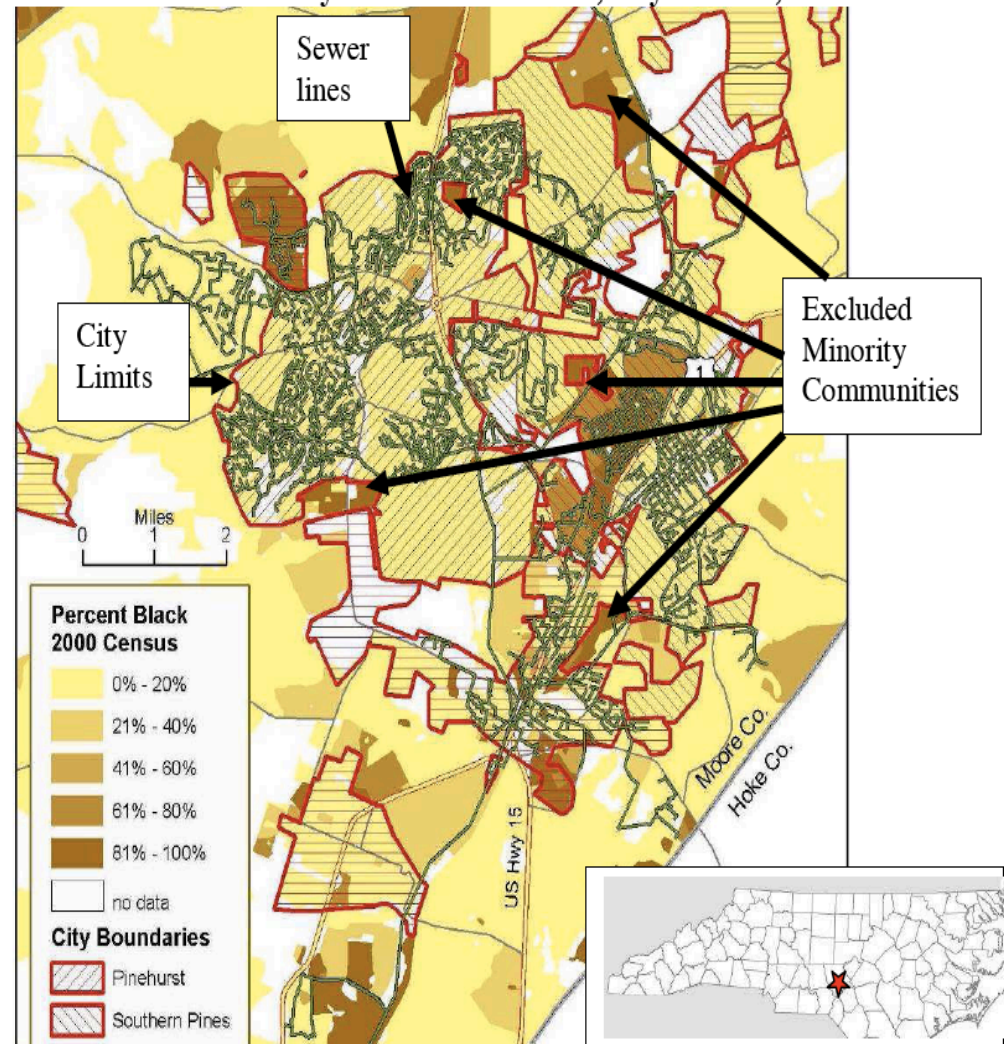 Sewer
lines
City
Limits
Excluded
Minority
Communities
1
Miles
0 1 2
Percent Black
2000 Census
0% - 20%
21% - 40%
41% - 60%
61% - 80%
81% - 100%
no data
City Boundaries
Pinehurst
Southern Pines
Moore Co.
Hoke Co.
US Hwy 15